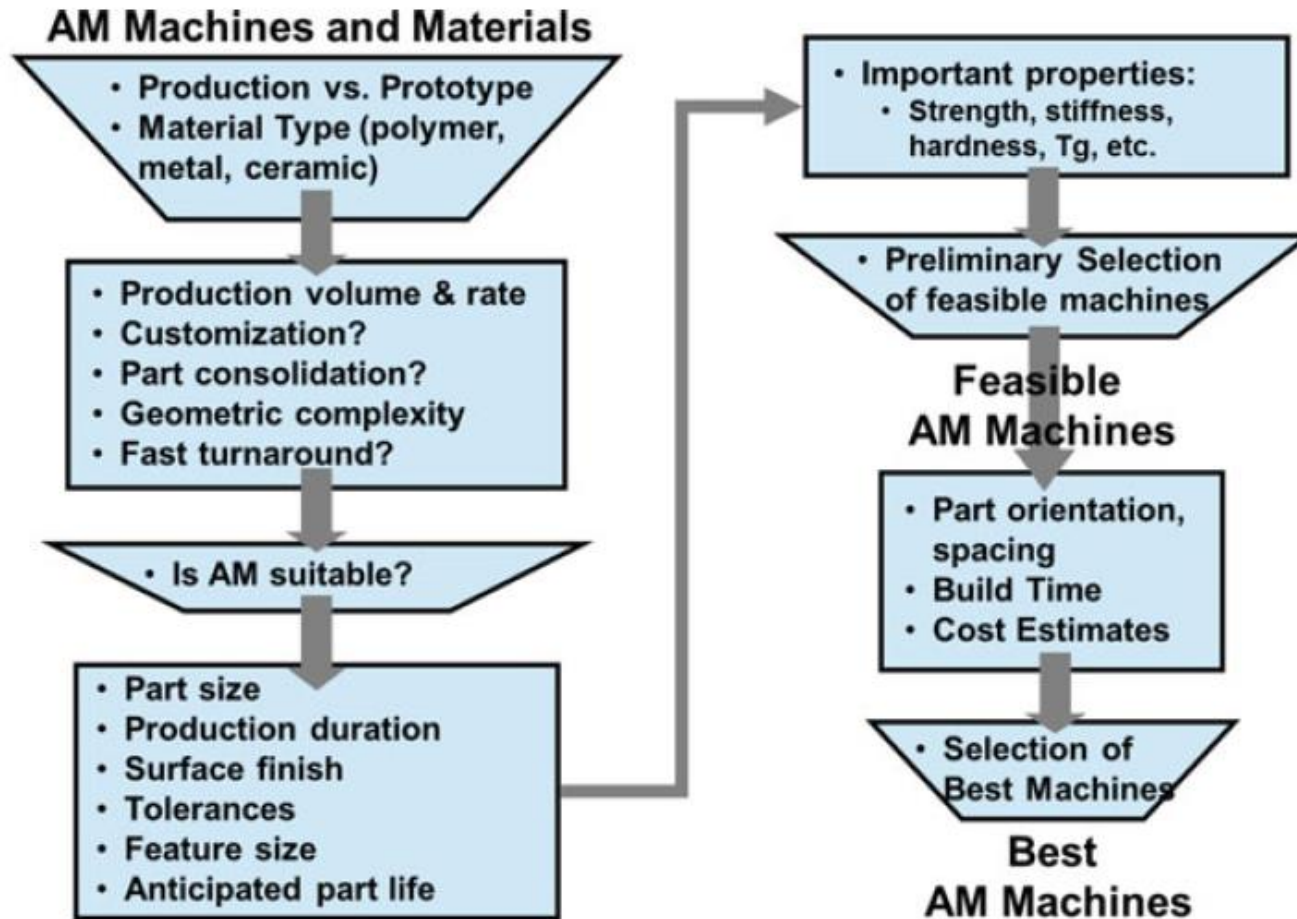 AM Machines and Materials
• Production vs. Prototype
• Material Type (polymer,
metal, ceramic)
• Production volume & rate
• Customization?
• Part consolidation?
• Geometric complexity
• Fast turnaround?
• Is AM suitable?
• Part size
• Production duration
• Surface finish
• Tolerances
• Feature size
• Anticipated part life
• Important properties:
• Strength, stiffness,
hardness, Tg, etc.
• Preliminary Selection
of feasible machines
Feasible
AM Machines
• Part orientation,
spacing
• Build Time
• Cost Estimates
• Selection of
Best Machines
Best
AM Machines